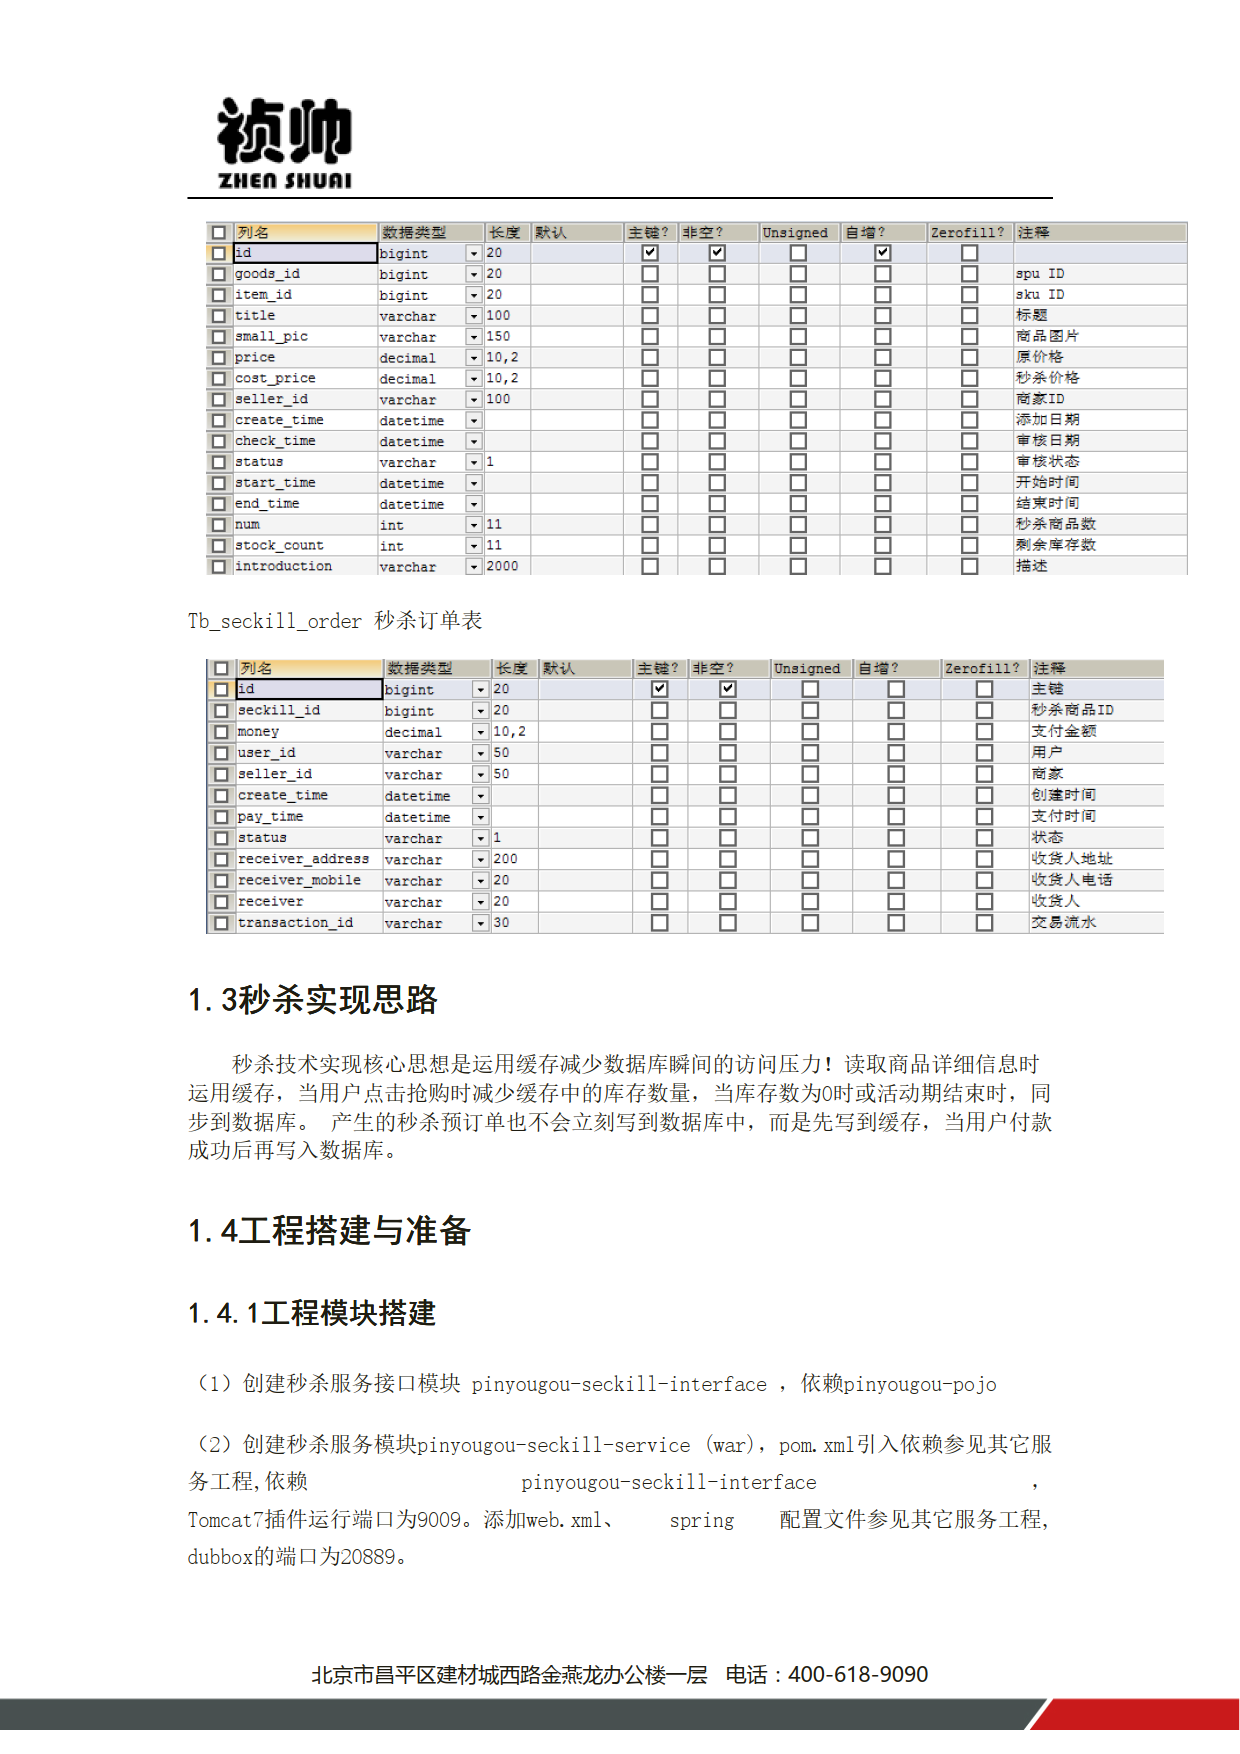 祯帅
ZHEN SHUAI
列名 数据类型 长度 默认 主键? 非空? Unsigned 自增? Zerofill? 注释
id bigint 20
goods_id bigint 20 spu ID
item_id bigint 20 sku ID
title varchar 100 标题
small_pic varchar 150 商品图片
price decimal 10,2 原价格
cost_price decimal 10,2 秒杀价格
seller_id varchar 100 商家ID
create_time datetime 添加日期
check_time datetime 审核日期
status varchar 1 审核状态
start_time datetime 开始时间
end_time datetime 结束时间
num int 11 秒杀商品数
stock_count int 11 剩余库存数
introduction varchar 2000 描述
Tb_seckill_order 秒杀订单表
列名 数据类型 长度 默认 主键? 非空? Unsigned 自增? Zerofill? 注释
id bigint 20 主键
seckill_id bigint 20 秒杀商品ID
money decimal 10,2 支付金额
user_id varchar 50 用户
seller_id varchar 50 商家
create_time datetime 创建时间
pay_time datetime 支付时间
status varchar 1 状态
receiver_address varchar 200 收货人地址
receiver_mobile varchar 20 收货人电话
receiver varchar 20 收货人
transaction_id varchar 30 交易流水
1.3秒杀实现思路
秒杀技术实现核心思想是运用缓存减少数据库瞬间的访问压力！读取商品详细信息时
运用缓存，当用户点击抢购时减少缓存中的库存数量，当库存数为0时或活动期结束时，同
步到数据库。 产生的秒杀预订单也不会立刻写到数据库中，而是先写到缓存，当用户付款
成功后再写入数据库。
1.4工程搭建与准备
1.4.1工程模块搭建
（1）创建秒杀服务接口模块 pinyougou-seckill-interface ，依赖pinyougou-pojo
（2）创建秒杀服务模块pinyougou-seckill-service (war)，pom.xml引入依赖参见其它服
务工程,依赖 pinyougou-seckill-interface ，
Tomcat7插件运行端口为9009。添加web.xml、 spring 配置文件参见其它服务工程,
dubbox的端口为20889。
北京市昌平区建材城西路金燕龙办公楼一层 电话：400-618-9090